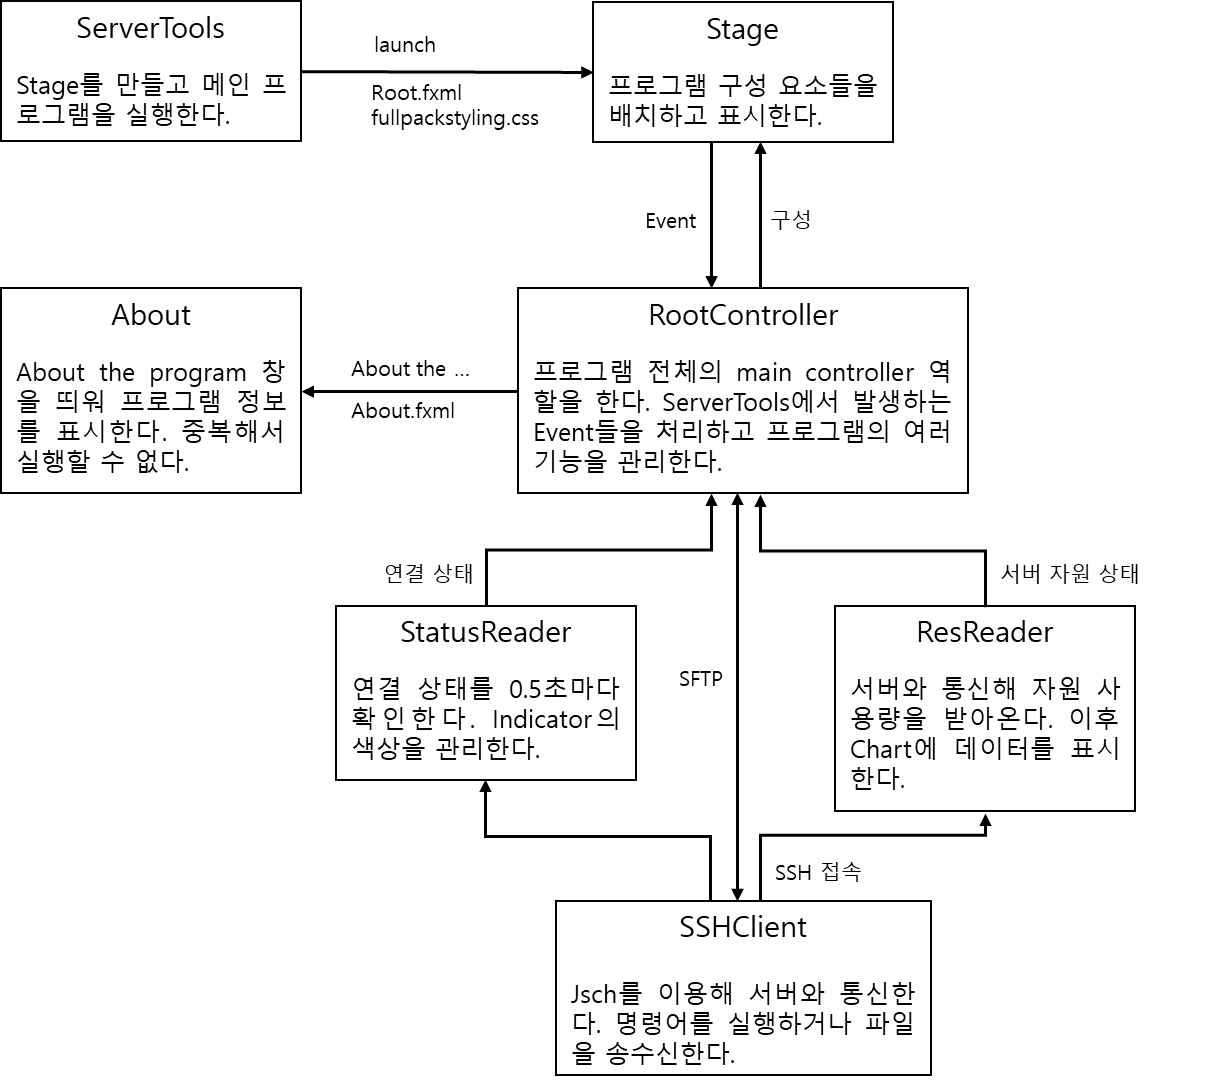 ServerTools
Stage를 만들고 메인 프
로그램을 실행한다.
launch
Root.fxml
fullpackstyling.css
Stage
프로그램 구성 요소들을
배치하고 표시한다.
Event
구성
About
About the program 창
을 띄워 프로그램 정보
를 표시한다. 중복해서
실행할 수 없다.
About the ...
About.fxml
RootController
프로그램 전체의 main controller 역
할을 한다. ServerTools에서 발생하는
Event들을 처리하고 프로그램의 여러
기능을 관리한다.
연결 상태
서버 자원 상태
StatusReader
연결 상태를 0.5초마다
확인한다. Indicator의
색상을 관리한다.
SFTP
ResReader
서버와 통신해 자원 사
용량을 받아온다. 이후
Chart에 데이터를 표시
한다.
SSH 접속
SSHClient
Jsch를 이용해 서버와 통신한
다. 명령어를 실행하거나 파일
을 송수신한다.